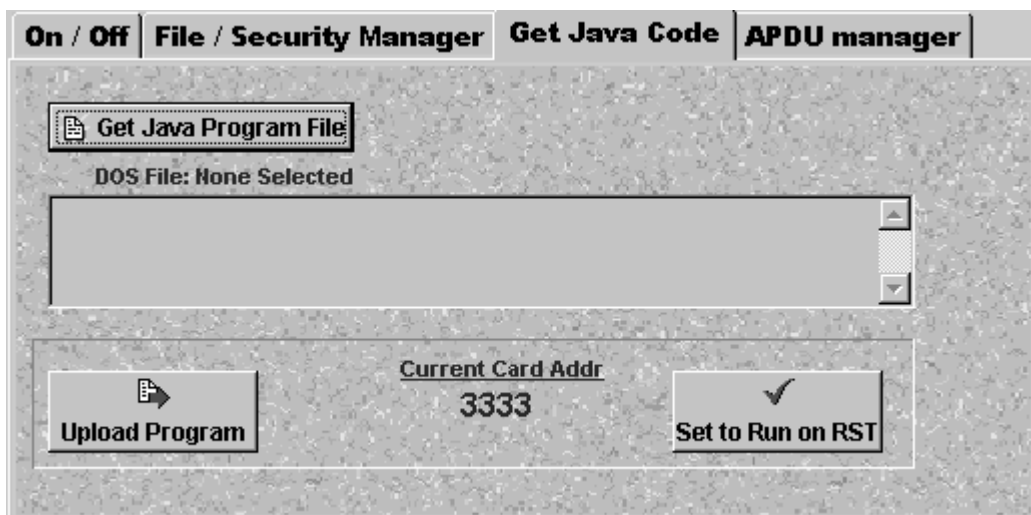 On / Off File / Security Manager Get Java Code APDU manager
Get Java Program File
DOS File: None Selected
Current Card Addr
3333
Upload Program
Set to Run on RST